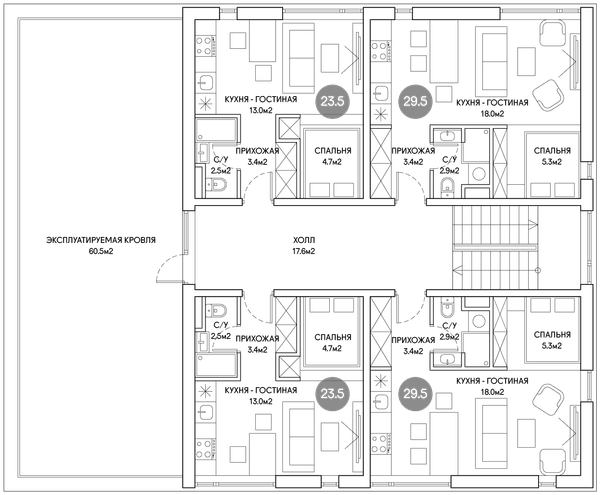 КУХНЯ - ГОСТИНАЯ
13.0м2
23.5
29.5
КУХНЯ - ГОСТИНАЯ
18.0м2
ПРИХОЖАЯ
3.4м2
С/У
2.5м2
СПАЛЬНЯ
4.7м2
ПРИХОЖАЯ
3.4м2
С/У
2.9м2
СПАЛЬНЯ
5.3м2
ЭКСПЛУАТИРУЕМАЯ КРОВЛЯ
60.5м2
ХОЛЛ
17.6м2
С/У
2.5м2
ПРИХОЖАЯ
3.4м2
СПАЛЬНЯ
4.7м2
ПРИХОЖАЯ
3.4м2
С/У
2.9м2
СПАЛЬНЯ
5.3м2
КУХНЯ - ГОСТИНАЯ
13.0м2
23.5
29.5
КУХНЯ - ГОСТИНАЯ
18.0м2